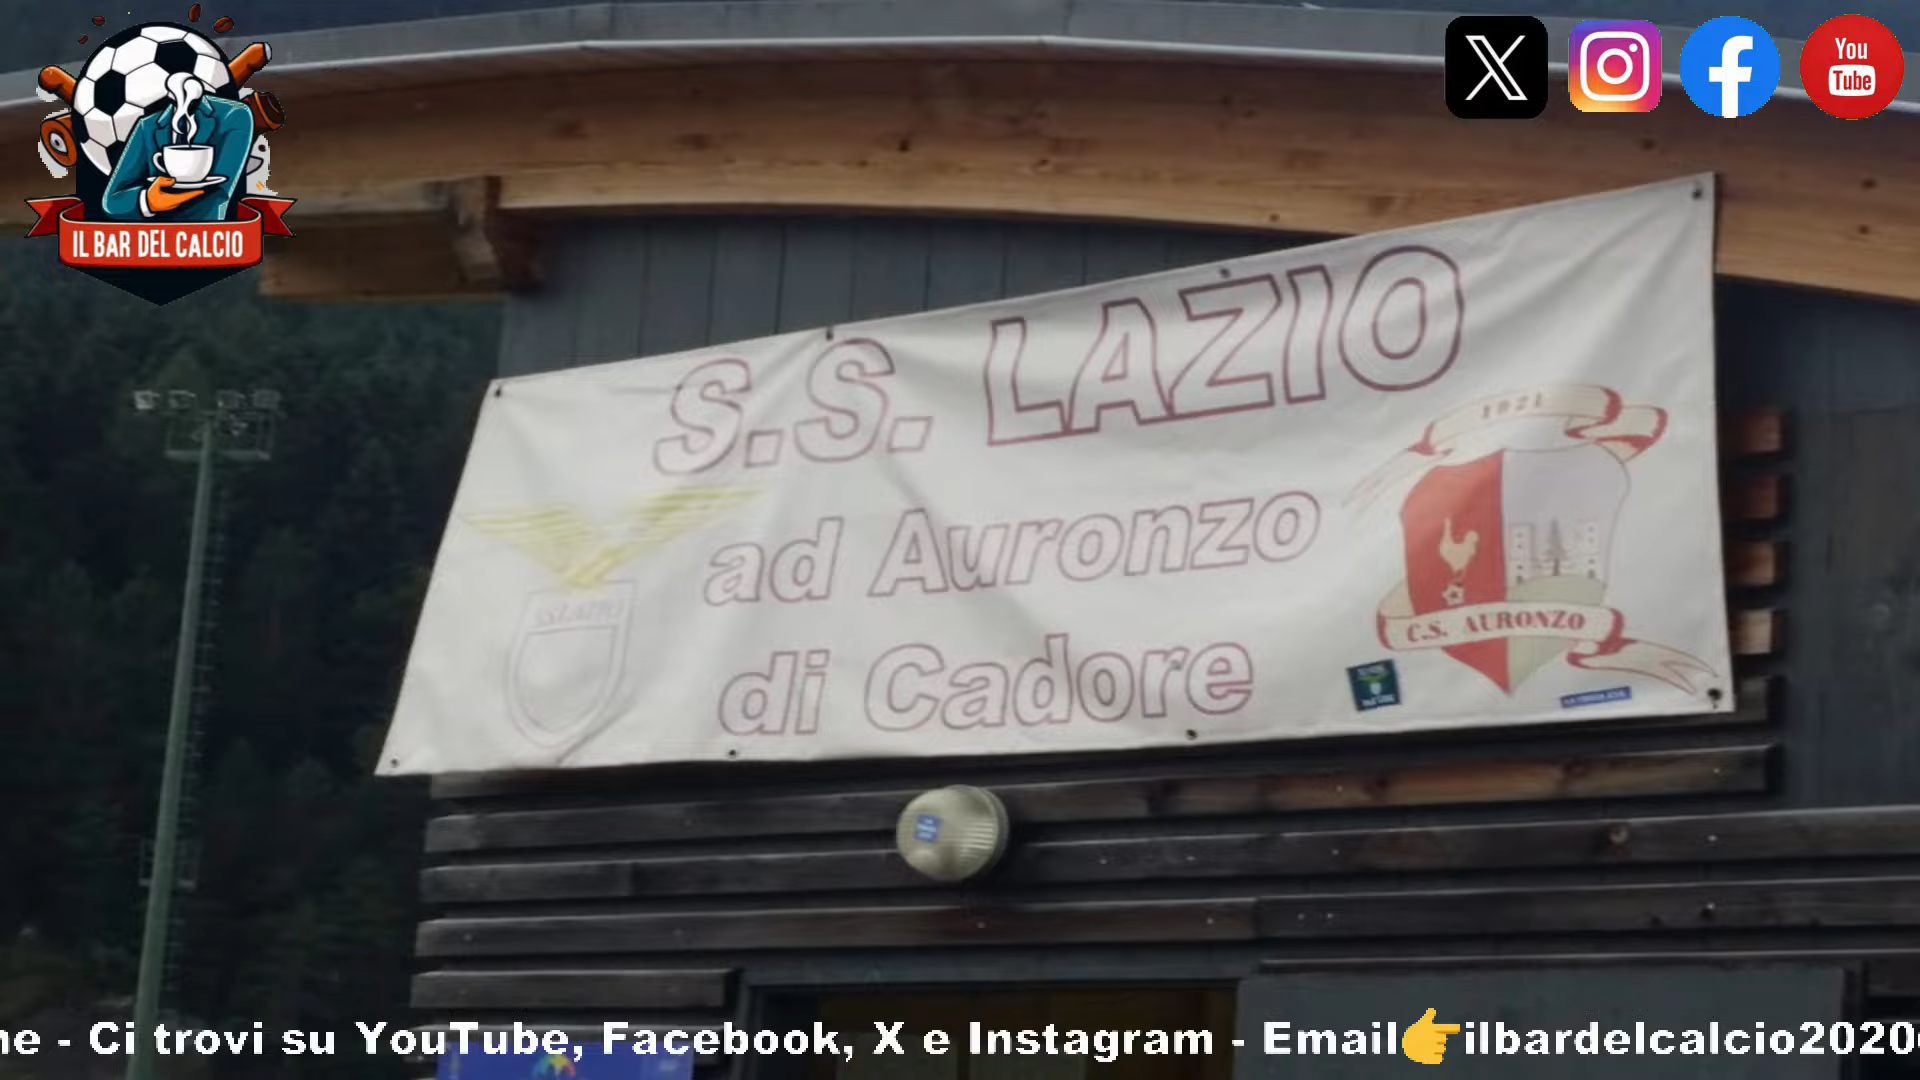 IL BAR DEL CALCIO
You
Tube
S.S. LAZIO
ad Auronzo
di Cadore
S.S.LAZIO
1921
C.S. AURONZO
- Ci trovi su YouTube, Facebook, X e Instagram - Email👉ilbardelcalcio2020